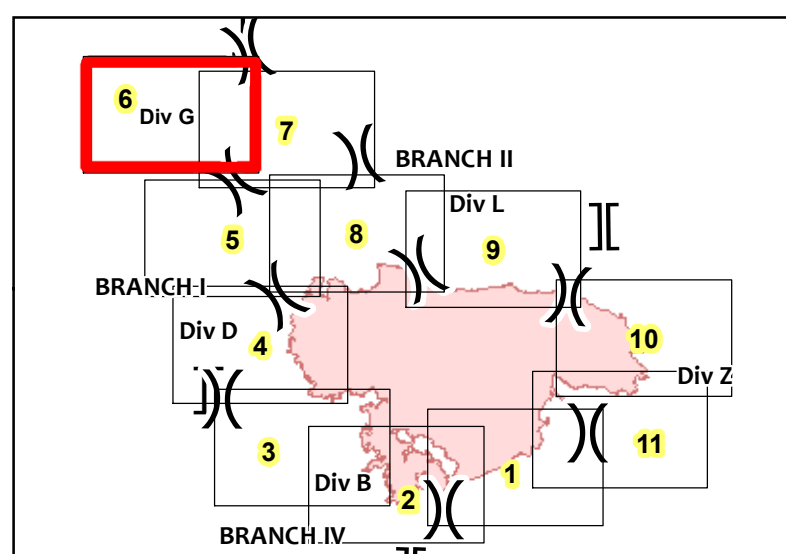 6
Div G
7
BRANCH II
Div L
5
8
9
BRANCH I
Div D
4
10
Div Z
3
11
Div B
2
1
BRANCH IV